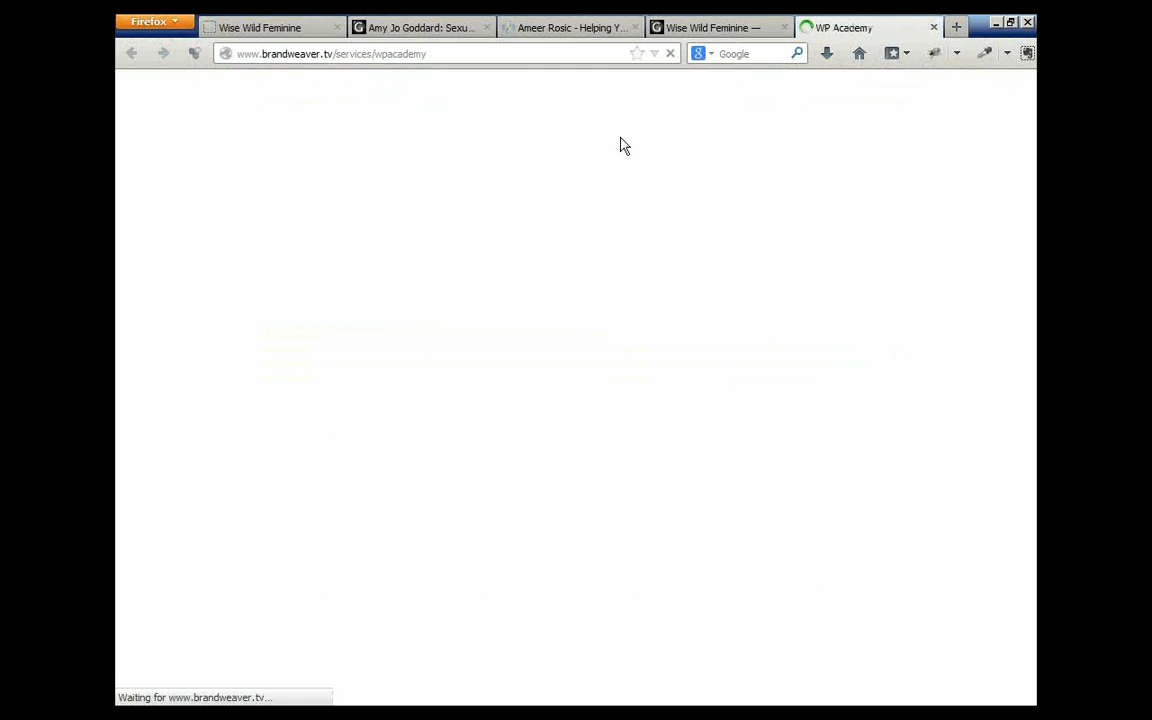 Firefox
Wise Wild Feminine
Amy Jo Goddard: Sexu...
Ameer Rosic - Helping Y...
Wise Wild Feminine —
WP Academy
www.brandweaver.tv/services/wpacademy
Google
Waiting for www.brandweaver.tv...